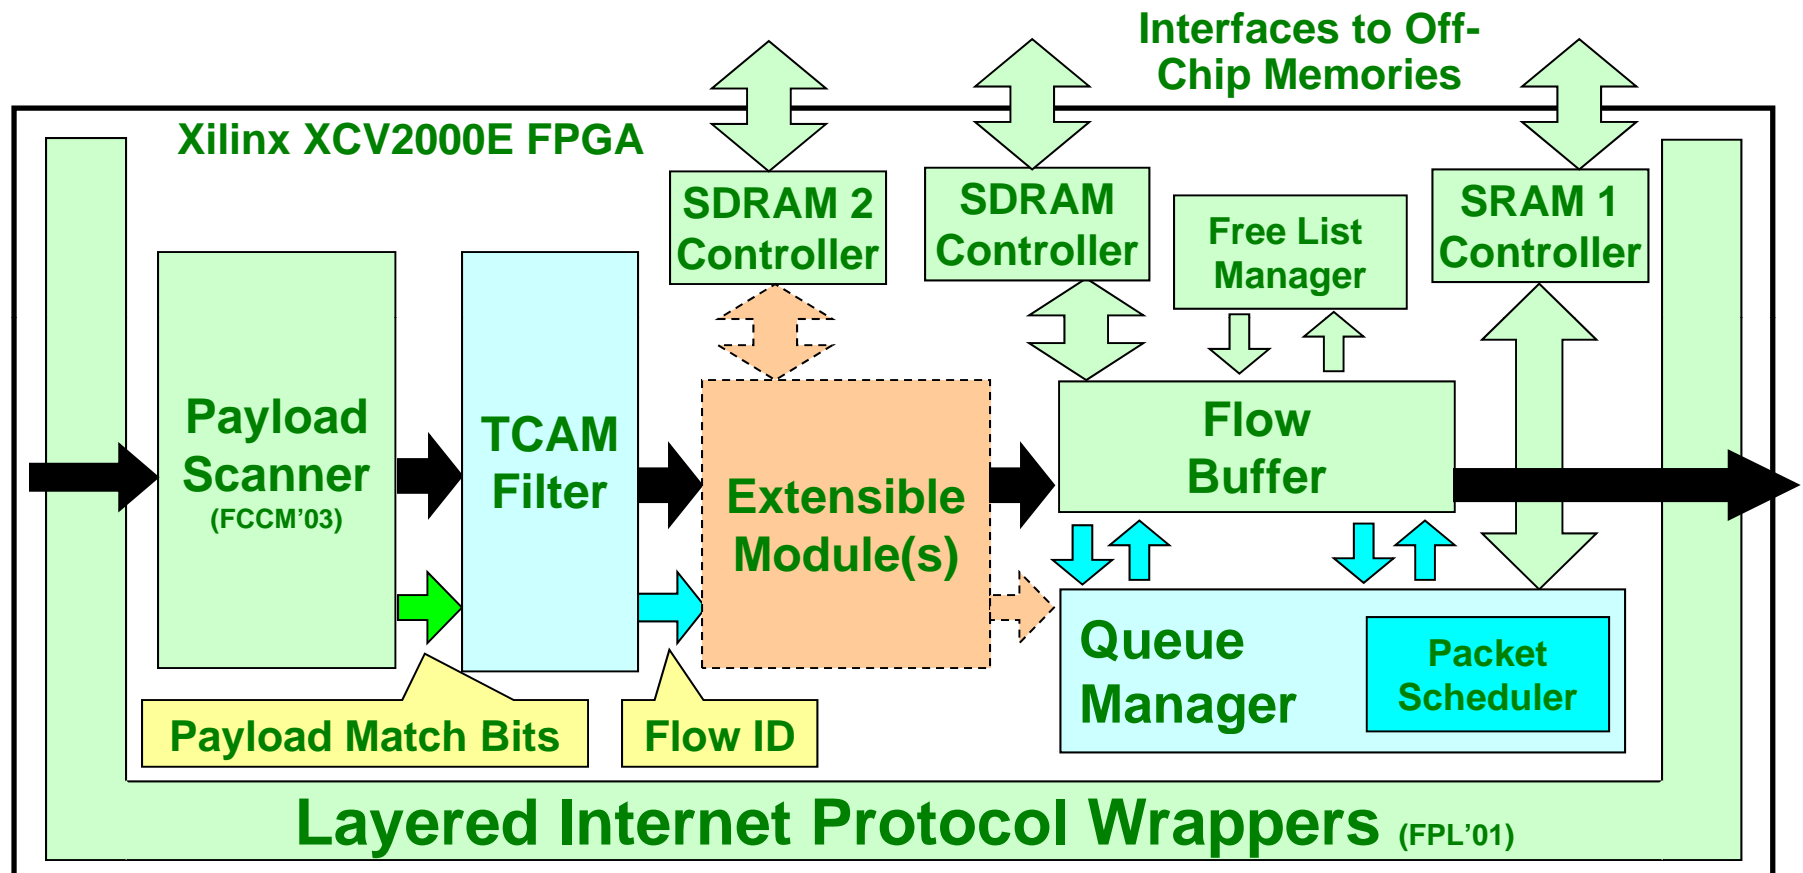 Interfaces to Off-
Chip Memories
Xilinx XCV2000E FPGA
SDRAM 2
Controller
SDRAM
Controller
Free List
Manager
SRAM 1
Controller
Payload
Scanner
(FCCM’03)
TCAM
Filter
Extensible
Module(s)
Flow
Buffer
Queue
Manager
Packet
Scheduler
Payload Match Bits
Flow ID
Layered Internet Protocol Wrappers (FPL’01)